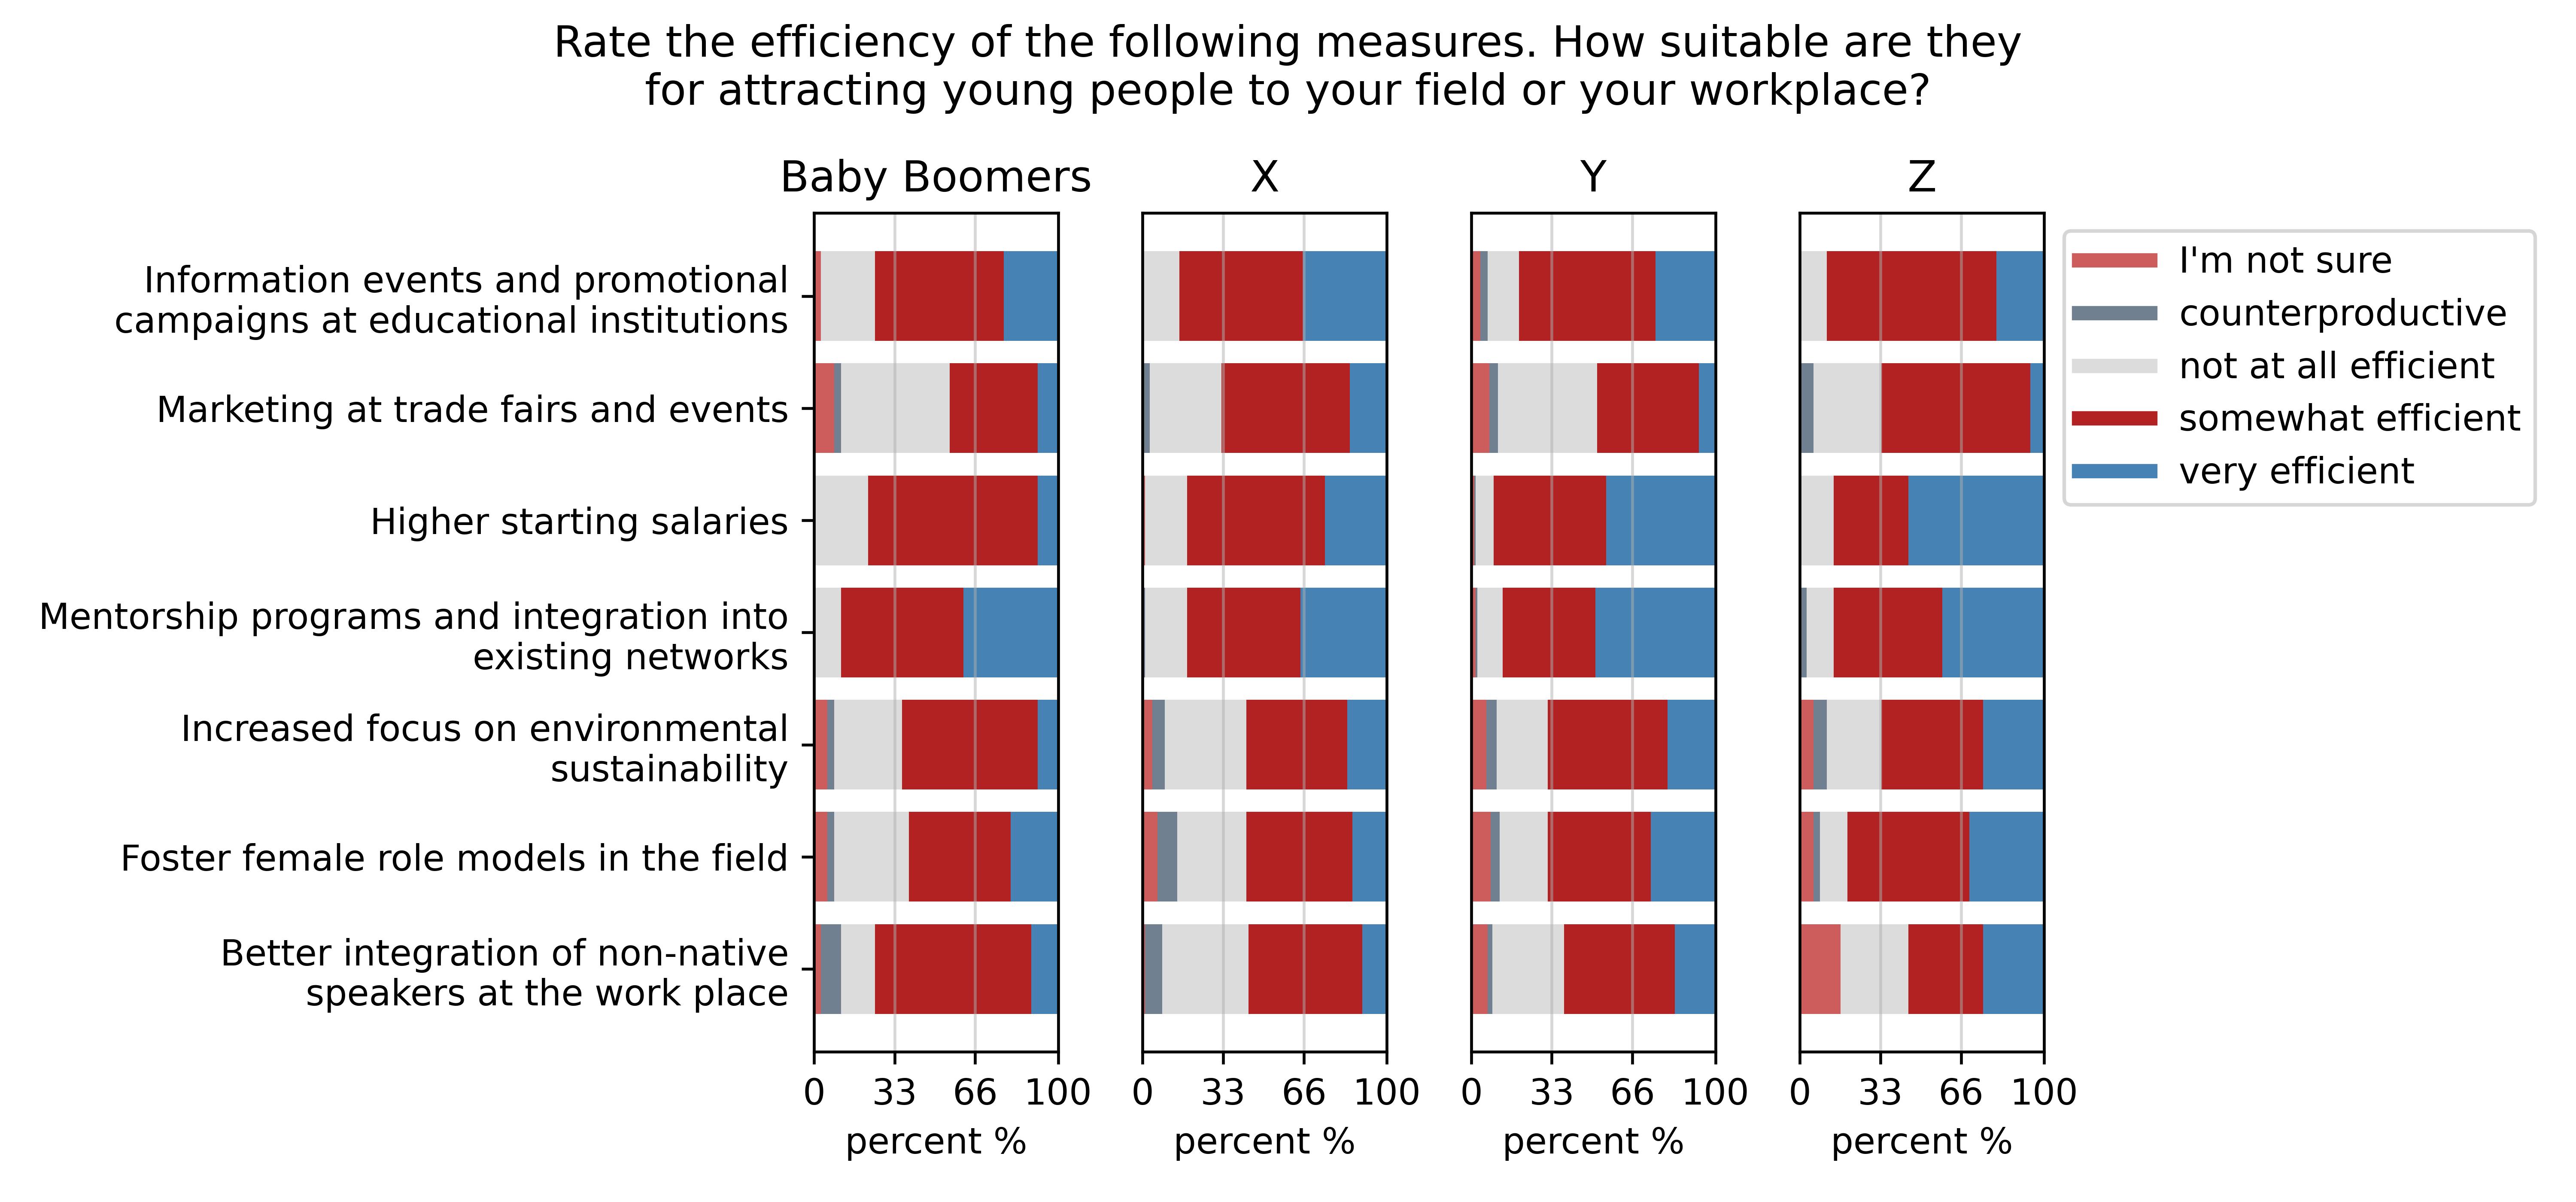 Rate the efficiency of the following measures. How suitable are they
for attracting young people to your field or your workplace?
Baby Boomers
X
Y
Z
Information events and promotional
campaigns at educational institutions
Marketing at trade fairs and events
Higher starting salaries
Mentorship programs and integration into
existing networks
Increased focus on environmental
sustainability
Foster female role models in the field
Better integration of non-native
speakers at the work place
I'm not sure
counterproductive
not at all efficient
somewhat efficient
very efficient
0 33 66 100
0 33 66 100
0 33 66 100
0 33 66 100
percent %
percent %
percent %
percent %